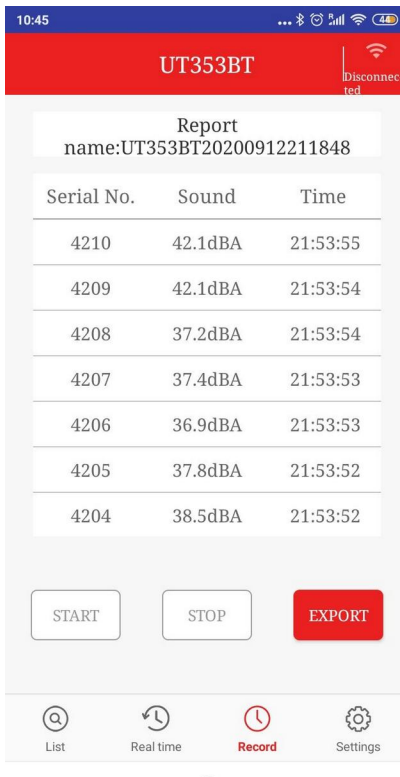 10:45 ... 44
UT353BT
Disconnec
ted
Report
name:UT353BT20200912211848
Serial No. Sound Time
4210 42.1dBA 21:53:55
4209 42.1dBA 21:53:54
4208 37.2dBA 21:53:54
4207 37.4dBA 21:53:53
4206 36.9dBA 21:53:53
4205 37.8dBA 21:53:52
4204 38.5dBA 21:53:52
START STOP EXPORT
List Real time Record Settings